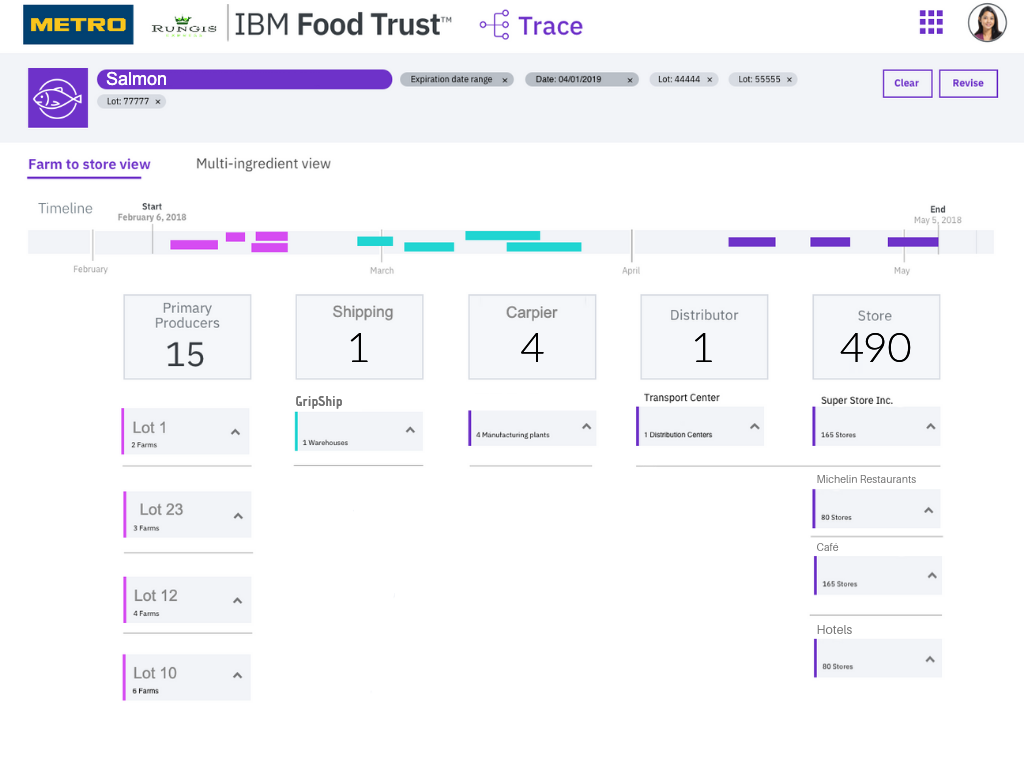 METRO
RUNGIS
IBM Food Trust™
Trace
Salmon
Expiration date range ×
Date: 04/01/2019 ×
Lot: 44444 ×
Lot: 55555 ×
Clear
Revise
Lot: 77777 ×
Farm to store view
Multi-ingredient view
Timeline
Start
February 6, 2018
End
May 5, 2018
February
March
April
May
Primary
Producers
15
Shipping
1
Carpier
4
Distributor
1
Store
490
Lot 1
2 Farms
GripShip
1 Warehouses
4 Manufacturing plants
Transport Center
1 Distribution Centers
Super Store Inc.
165 Stores
Lot 23
3 Farms
Michelin Restaurants
80 Stores
Café
165 Stores
Lot 12
4 Farms
Hotels
80 Stores
Lot 10
6 Farms